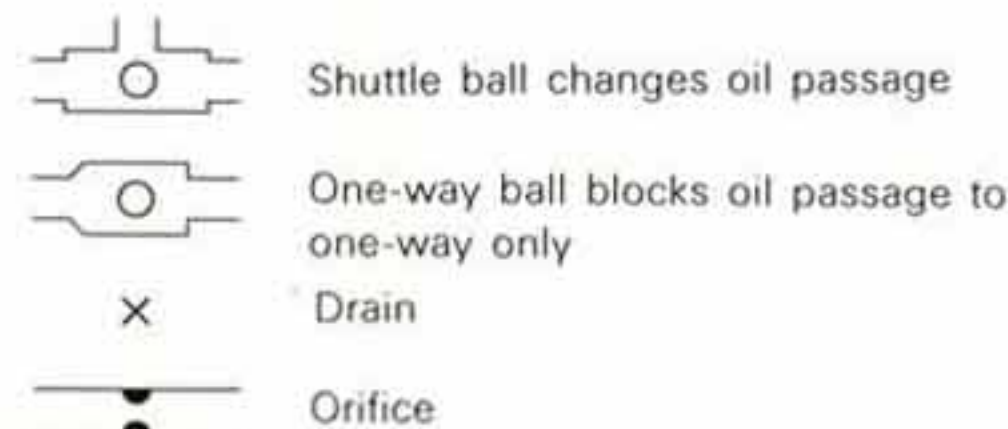 Shuttle ball changes oil passage
One-way ball blocks oil passage to
one-way only
Drain
Orifice